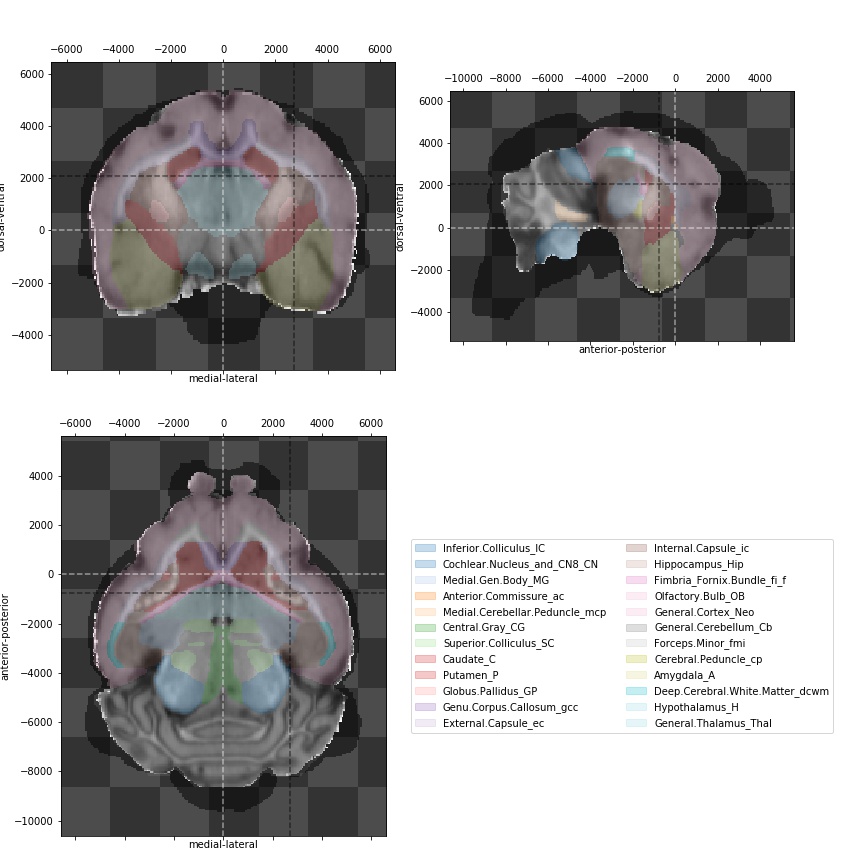 −6000 −4000 −2000 0 2000 4000 6000
6000
4000
2000
0
−2000
−4000
dorsal-ventral
medial-lateral
−10000 −8000 −6000 −4000 −2000 0 2000 4000
6000
4000
2000
0
−2000
−4000
dorsal-ventral
anterior-posterior
−6000 −4000 −2000 0 2000 4000 6000
4000
2000
0
−2000
−4000
−6000
−8000
−10000
anterior-posterior
medial-lateral
Inferior.Colliculus_IC
Cochlear.Nucleus_and_CN8_CN
Medial.Gen.Body_MG
Anterior.Commissure_ac
Medial.Cerebellar.Peduncle_mcp
Central.Gray_CG
Superior.Colliculus_SC
Caudate_C
Putamen_P
Globus.Pallidus_GP
Genu.Corpus.Callosum_gcc
External.Capsule_ec
Internal.Capsule_ic
Hippocampus_Hip
Fimbria_Fornix.Bundle_fi_f
Olfactory.Bulb_OB
General.Cortex_Neo
General.Cerebellum_Cb
Forceps.Minor_fmi
Cerebral.Peduncle_cp
Amygdala_A
Deep.Cerebral.White.Matter_dcwm
Hypothalamus_H
General.Thalamus_Thal